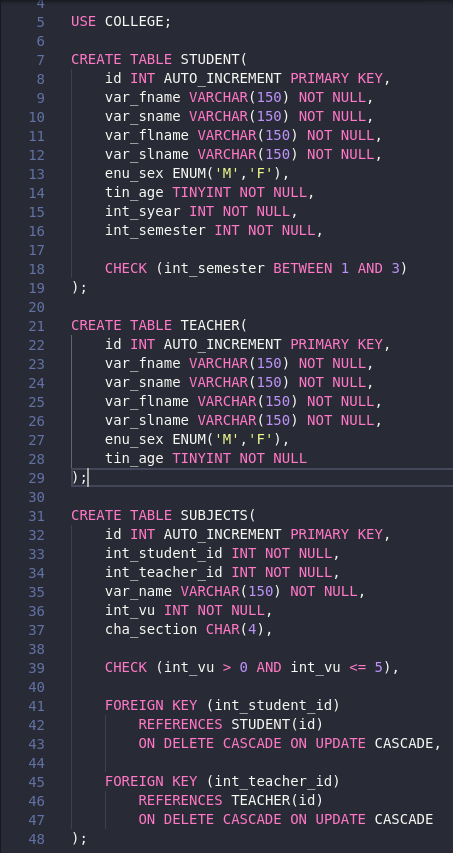 4
5 USE COLLEGE;
6
7 CREATE TABLE STUDENT(
8 id INT AUTO_INCREMENT PRIMARY KEY,
9 var_fname VARCHAR(150) NOT NULL,
10 var_sname VARCHAR(150) NOT NULL,
11 var_flname VARCHAR(150) NOT NULL,
12 var_slname VARCHAR(150) NOT NULL,
13 enu_sex ENUM('M','F'),
14 tin_age TINYINT NOT NULL,
15 int_syear INT NOT NULL,
16 int_semester INT NOT NULL,
17
18 CHECK (int_semester BETWEEN 1 AND 3)
19 );
20
21 CREATE TABLE TEACHER(
22 id INT AUTO_INCREMENT PRIMARY KEY,
23 var_fname VARCHAR(150) NOT NULL,
24 var_sname VARCHAR(150) NOT NULL,
25 var_flname VARCHAR(150) NOT NULL,
26 var_slname VARCHAR(150) NOT NULL,
27 enu_sex ENUM('M','F'),
28 tin_age TINYINT NOT NULL
29 );
30
31 CREATE TABLE SUBJECTS(
32 id INT AUTO_INCREMENT PRIMARY KEY,
33 int_student_id INT NOT NULL,
34 int_teacher_id INT NOT NULL,
35 var_name VARCHAR(150) NOT NULL,
36 int_vu INT NOT NULL,
37 cha_section CHAR(4),
38
39 CHECK (int_vu > 0 AND int_vu <= 5),
40
41 FOREIGN KEY (int_student_id)
42 REFERENCES STUDENT(id)
43 ON DELETE CASCADE ON UPDATE CASCADE,
44
45 FOREIGN KEY (int_teacher_id)
46 REFERENCES TEACHER(id)
47 ON DELETE CASCADE ON UPDATE CASCADE
48 );